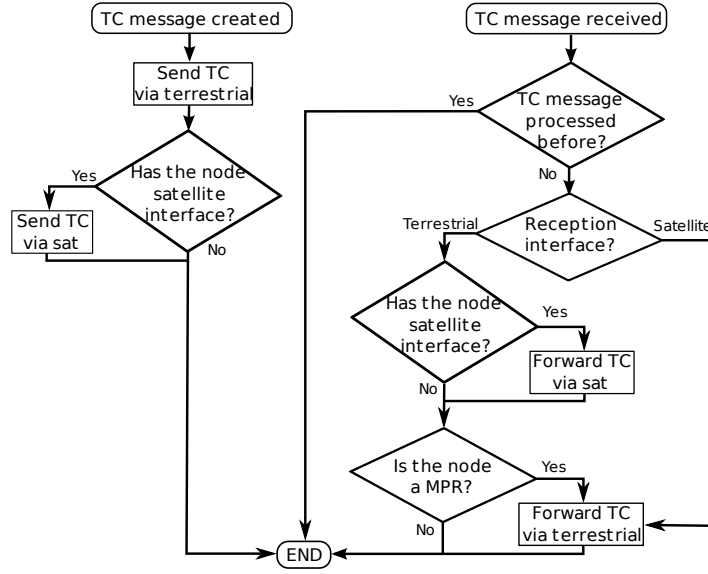 TC message created
Send TC
via terrestrial
Has the node
satellite
interface?
Yes
Send TC
via sat
No
TC message received
TC message
processed
before?
Yes
No
Reception
interface?
Terrestrial
Satellite
Has the node
satellite
interface?
Yes
Forward TC
via sat
No
Is the node
a MPR?
Yes
Forward TC
via terrestrial
No
END